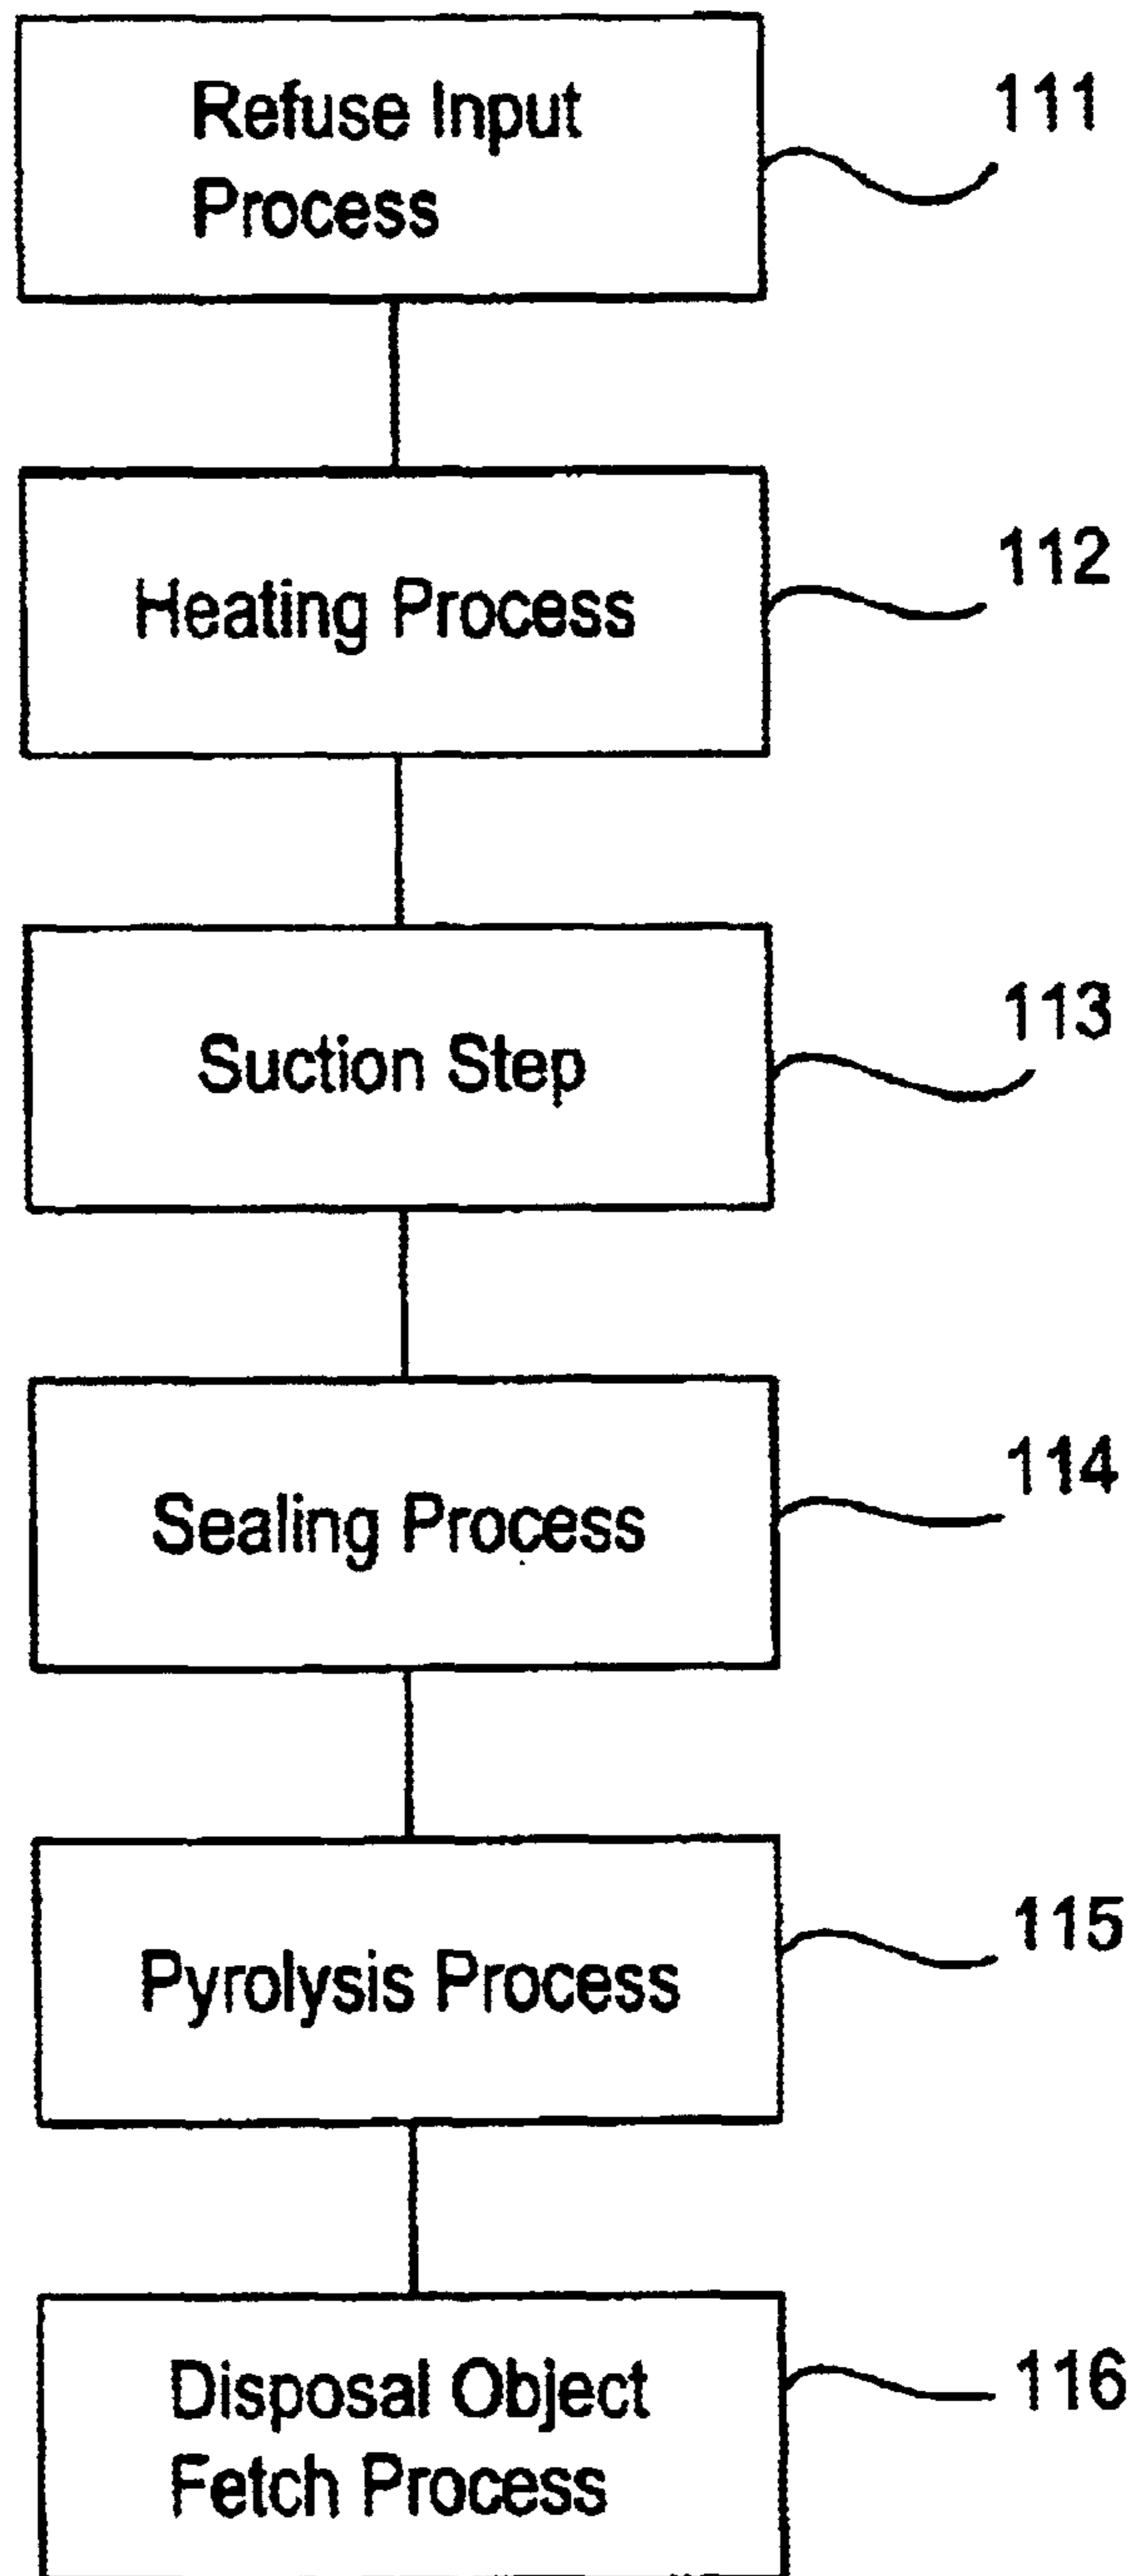 Refuse Input
Process
111
Heating Process
112
Suction Step
113
Sealing Process
114
Pyrolysis Process
115
Disposal Object
Fetch Process
116